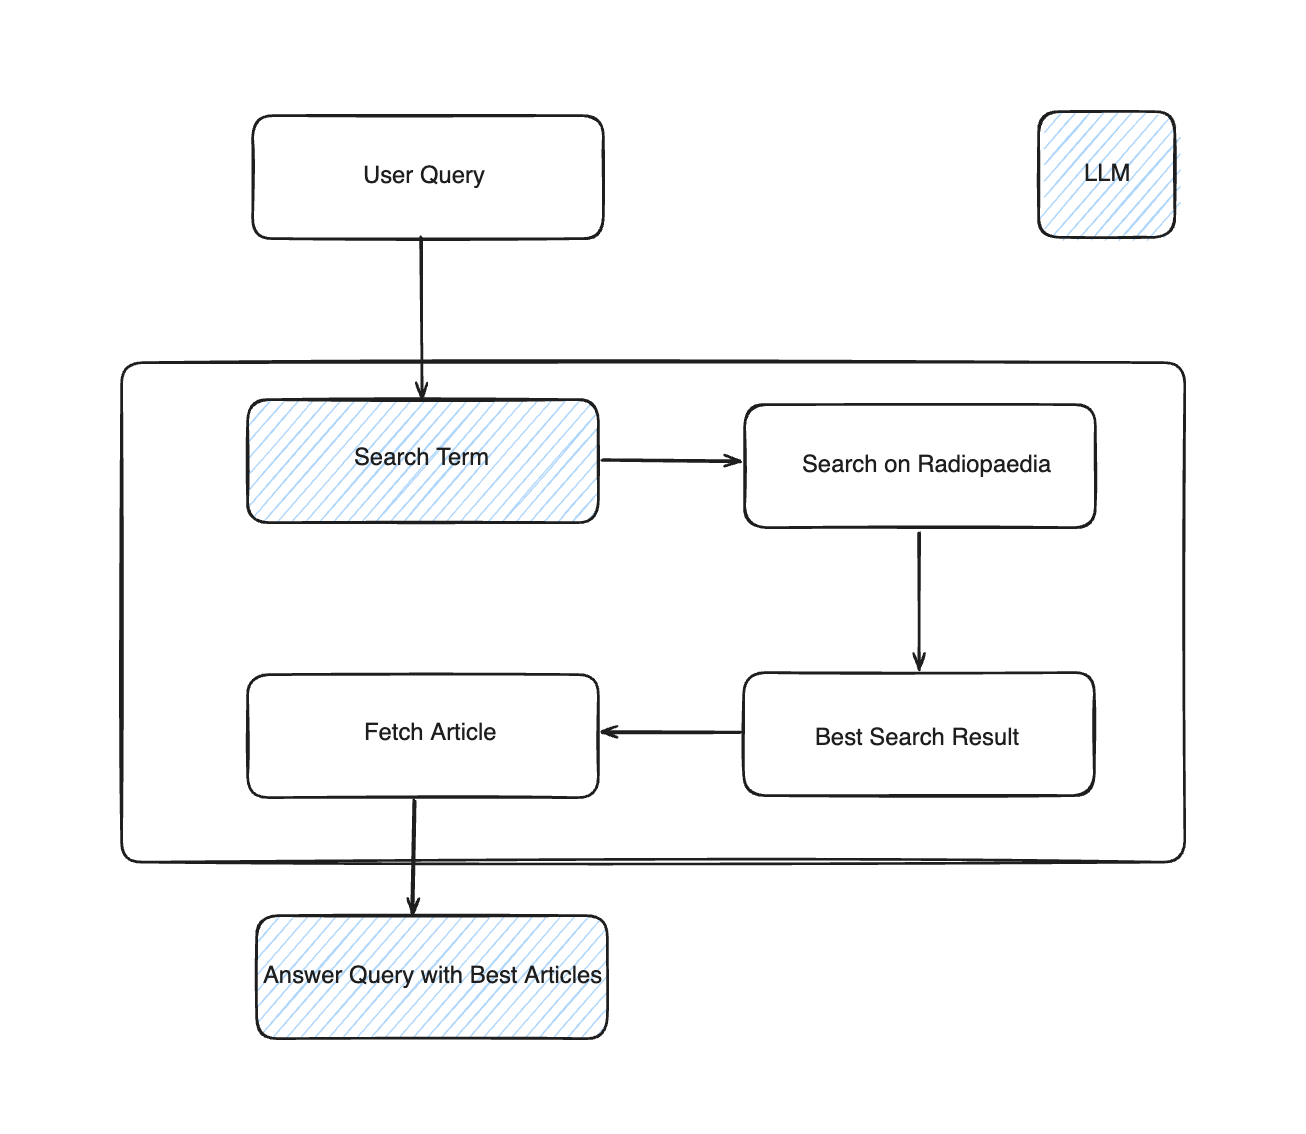 User Query
LLM
Search Term
Search on Radiopaedia
Fetch Article
Best Search Result
Answer Query with Best Articles